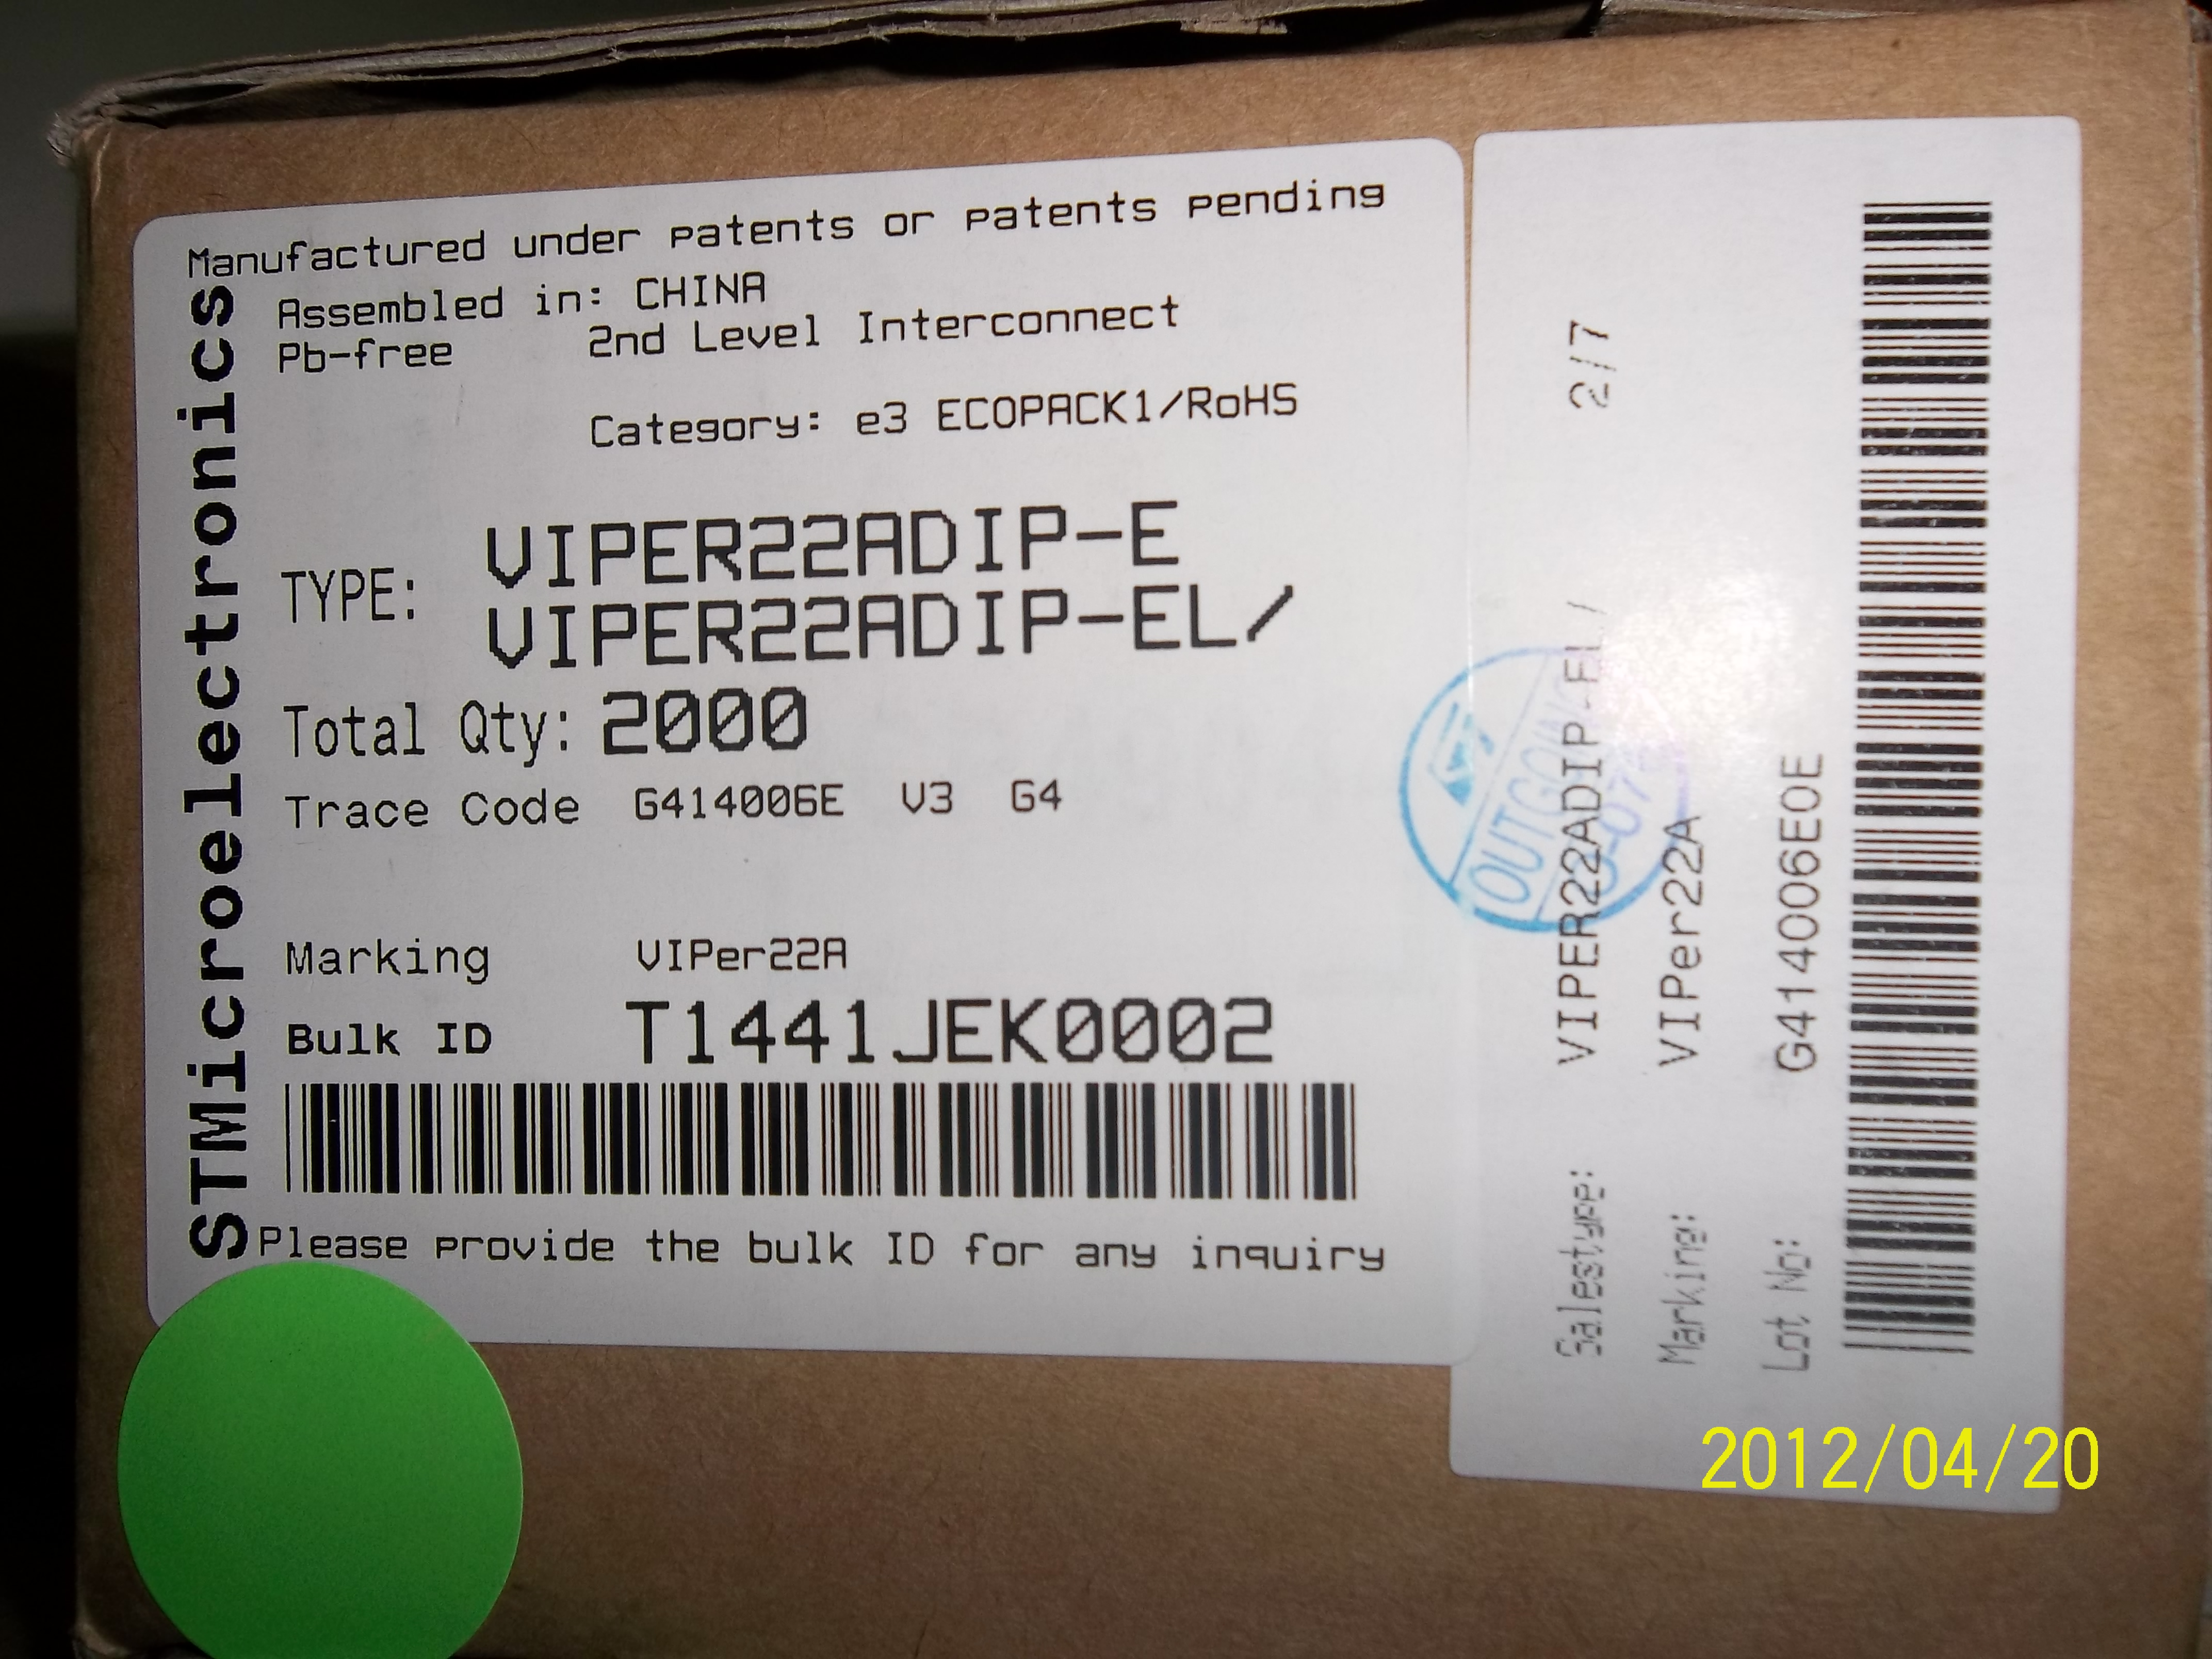 Manufactured under patents or patents pending
STMicroelectronics
Assembled in: CHINA
Pb-free 2nd Level Interconnect
Category: e3 ECOPACK1/RoHS
TYPE: VIPER22ADIP-E
VIPER22ADIP-EL/
Total Qty: 2000
Trace Code G414006E V3 G4
Marking VIPer22A
Bulk ID T1441JEK0002
Please provide the bulk ID for any inquiry
Salestype: VIPER22ADIP-EL/ 2/7
Marking: VIPer22A
Lot No: G414006E0E
OUTGOING
2012/04/20